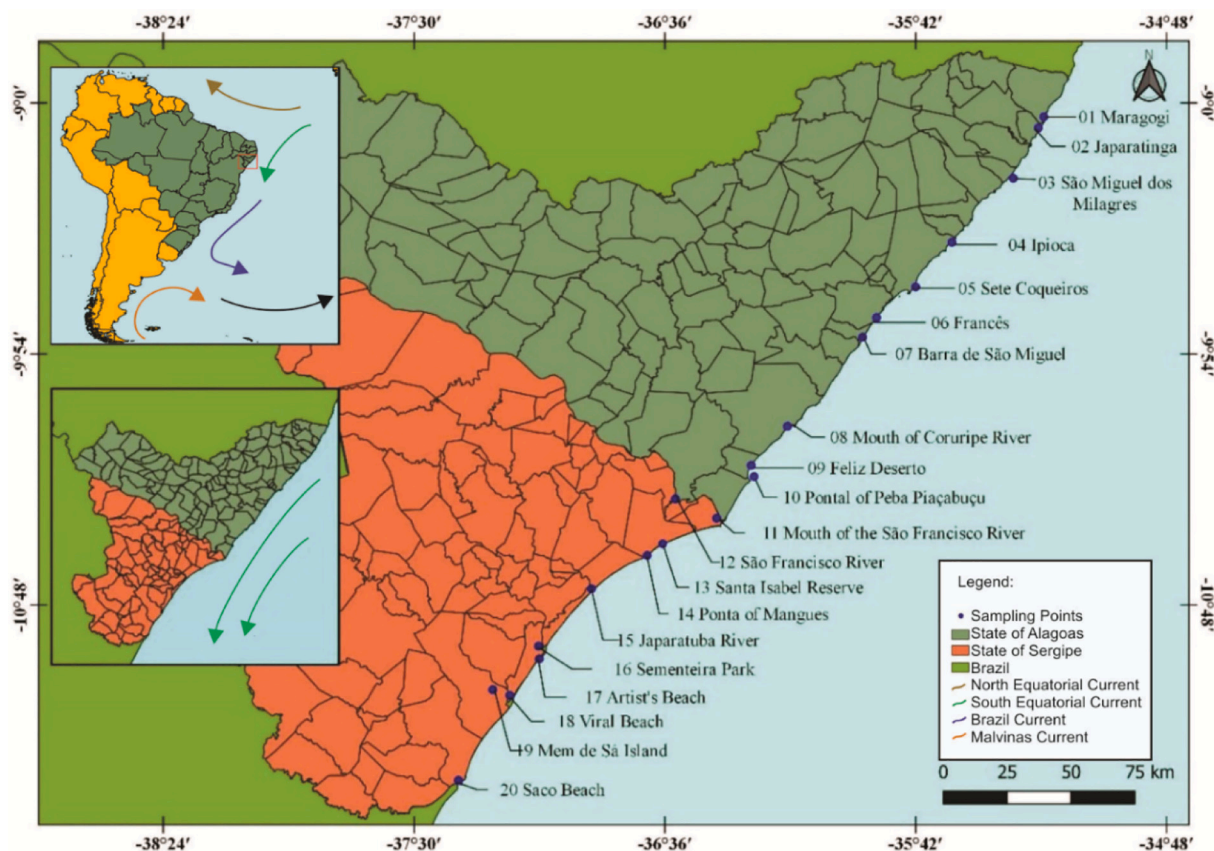 -38°24'
-37°30'
-36°36'
-35°42'
-34°48'
N
-9°0'
-9°0'
01 Maragogi
02 Japaratinga
03 São Miguel dos
Milagres
04 Ipioca
05 Sete Coqueiros
06 Francês
07 Barra de São Miguel
-9°54'
-9°54'
08 Mouth of Coruripe River
09 Feliz Deserto
10 Pontal of Peba Piaçabuçu
11 Mouth of the São Francisco River
12 São Francisco River
13 Santa Isabel Reserve
14 Ponta of Mangues
15 Japaratuba River
16 Sementeira Park
17 Artist's Beach
18 Viral Beach
19 Mem de Sá Island
20 Saco Beach
-10°48'
-10°48'
Legend:
Sampling Points
State of Alagoas
State of Sergipe
Brazil
North Equatorial Current
South Equatorial Current
Brazil Current
Malvinas Current
0 25 50 75 km
-38°24'
-37°30'
-36°36'
-35°42'
-34°48'